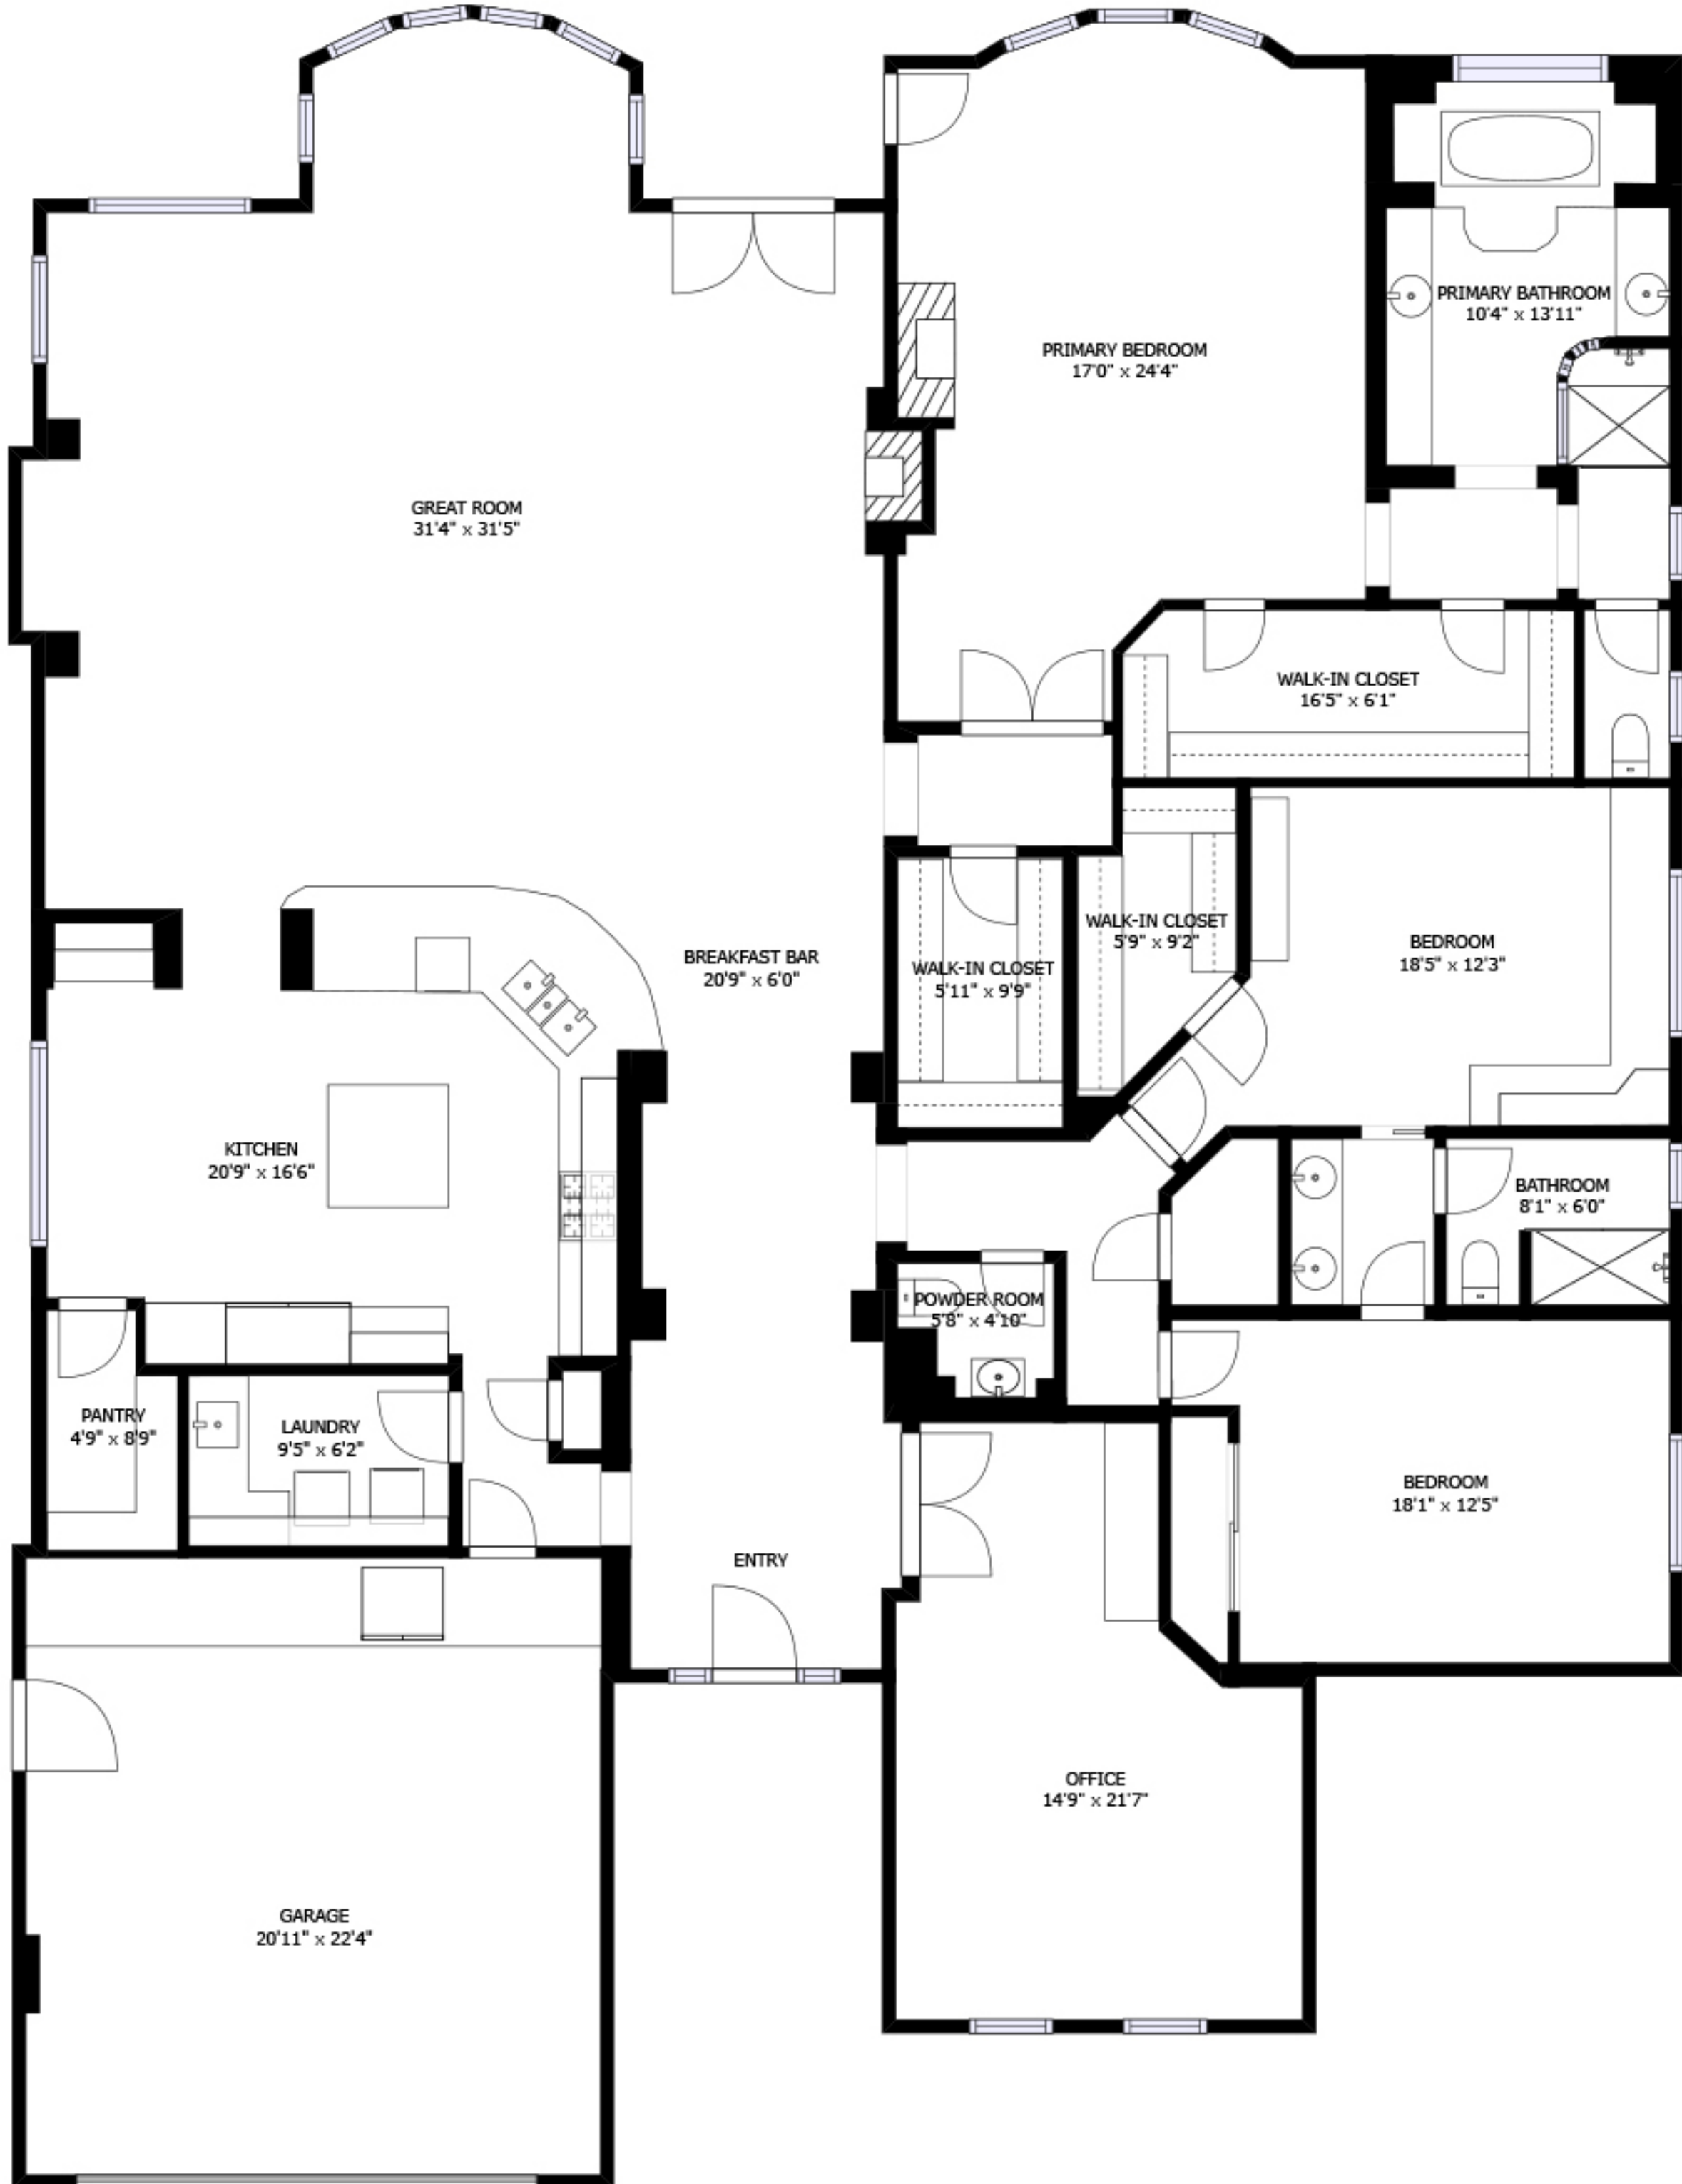 PRIMARY BATHROOM
10'4" x 13'11"
PRIMARY BEDROOM
17'0" x 24'4"
GREAT ROOM
31'4" x 31'5"
WALK-IN CLOSET
16'5" x 6'1"
WALK-IN CLOSET
5'9" x 9'2"
BEDROOM
18'5" x 12'3"
BREAKFAST BAR
20'9" x 6'0"
WALK-IN CLOSET
5'11" x 9'9"
KITCHEN
20'9" x 16'6"
BATHROOM
8'1" x 6'0"
POWDER ROOM
5'8" x 4'10"
PANTRY
4'9" x 8'9"
LAUNDRY
9'5" x 6'2"
BEDROOM
18'1" x 12'5"
ENTRY
OFFICE
14'9" x 21'7"
GARAGE
20'11" x 22'4"